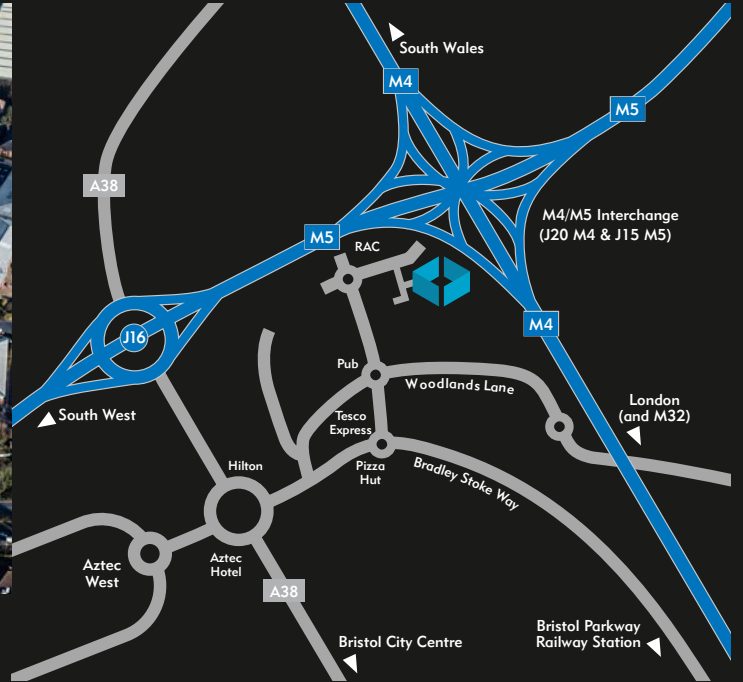 South Wales
M4
M5
A38
M4/M5 Interchange
(J20 M4 & J15 M5)
M5
RAC
M4
J16
Pub
Woodlands Lane
South West
London
(and M32)
Tesco
Express
Hilton
Pizza
Hut
Bradley Stoke Way
Aztec
West
Aztec
Hotel
A38
Bristol City Centre
Bristol Parkway
Railway Station